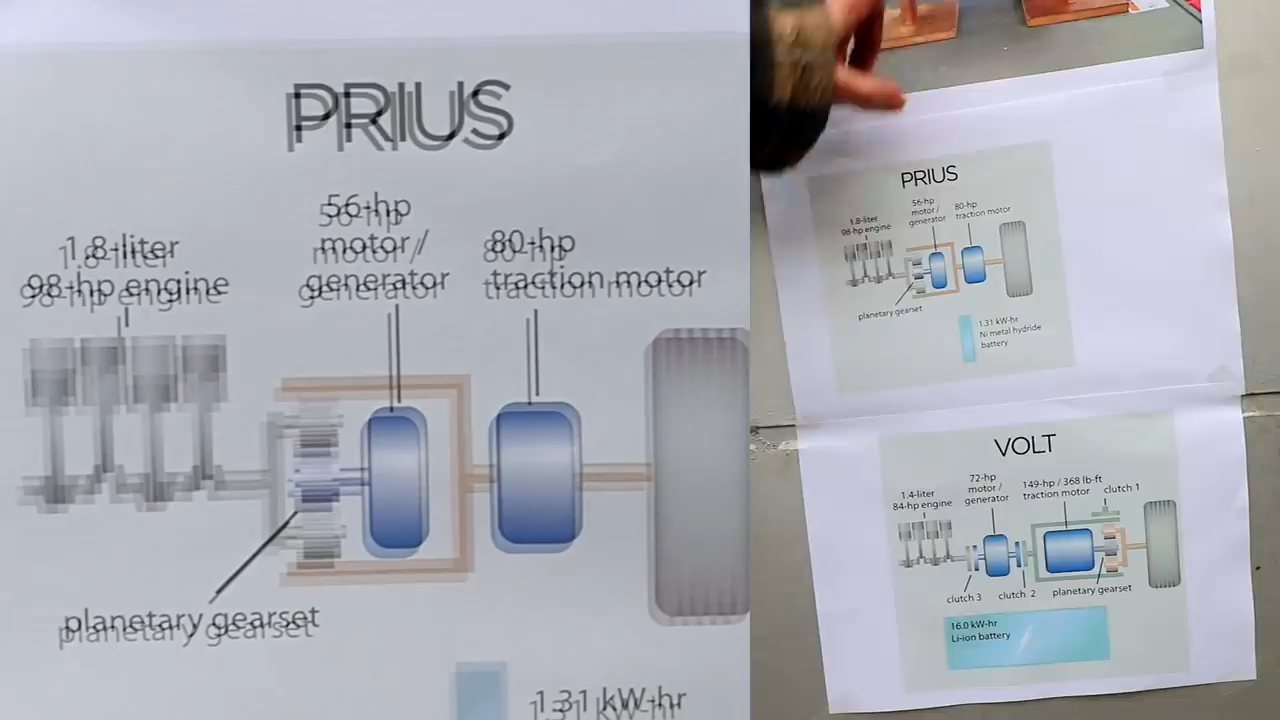 PRIUS
56-hp
motor /
generator
80-hp
traction motor
1.8-liter
98-hp engine
planetary gearset
1.31 kW-hr
PRIUS
56-hp
motor /
generator
80-hp
traction motor
1.8-liter
98-hp engine
planetary gearset
1.31 kW-hr
Ni metal hydride
battery
VOLT
72-hp
motor /
generator
149-hp / 368 lb-ft
traction motor
clutch 1
1.4-liter
84-hp engine
clutch 3
clutch 2
planetary gearset
16.0 kW-hr
Li-ion battery